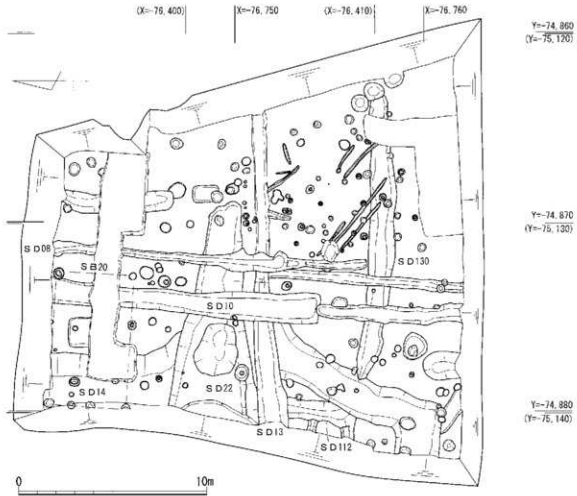 (X=-76,400) X=-76,750 (X=-76,410) X=-76,760
Y=-74,860
(Y=-75,120)
Y=-74,870
(Y=-75,130)
SD08
SB20
SD130
SD10
SD14
SD22
Y=-74,880
(Y=-75,140)
SD13
SD112
0 10m